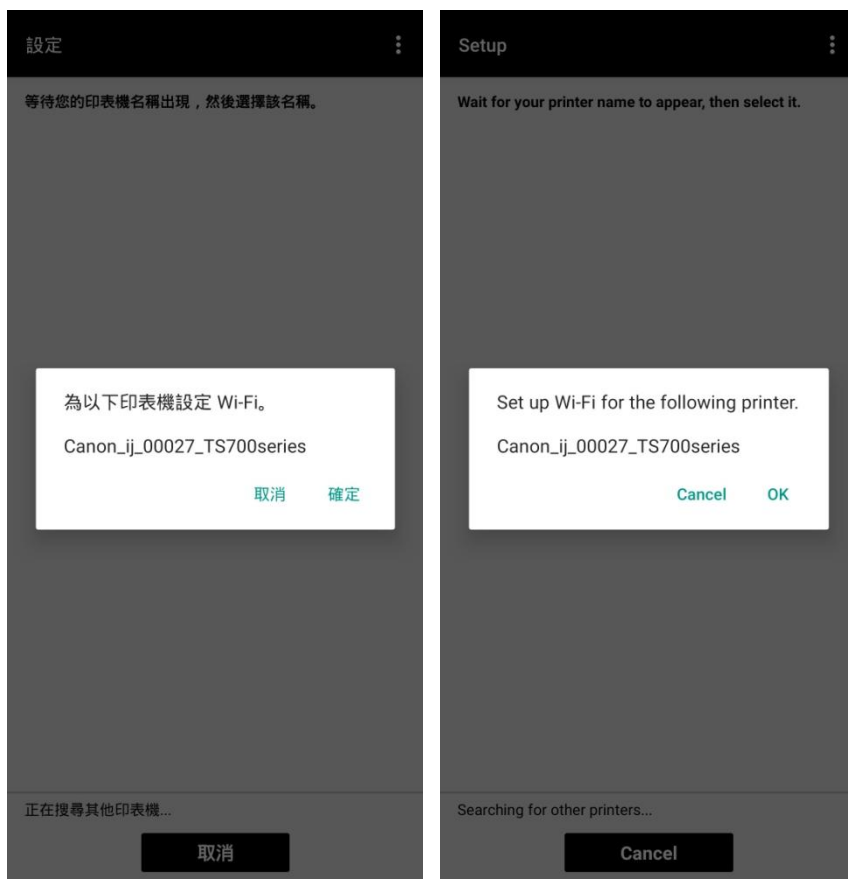 設定
等待您的印表機名稱出現，然後選擇該名稱。
為以下印表機設定 Wi-Fi。
Canon_ij_00027_TS700series
取消 確定
正在搜尋其他印表機...
取消
Setup
Wait for your printer name to appear, then select it.
Set up Wi-Fi for the following printer.
Canon_ij_00027_TS700series
Cancel OK
Searching for other printers...
Cancel